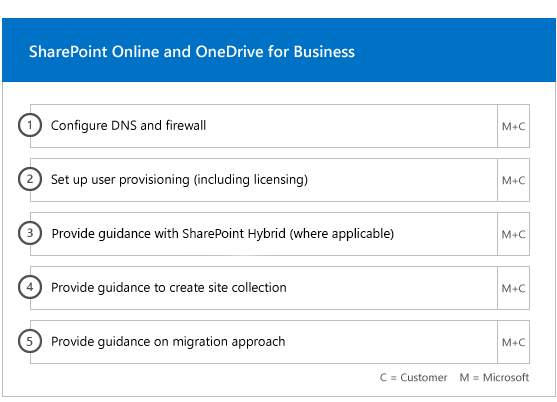 SharePoint Online and OneDrive for Business
1 Configure DNS and firewall M+C
2 Set up user provisioning (including licensing) M+C
3 Provide guidance with SharePoint Hybrid (where applicable) M+C
4 Provide guidance to create site collection M+C
5 Provide guidance on migration approach M+C
C = Customer M = Microsoft